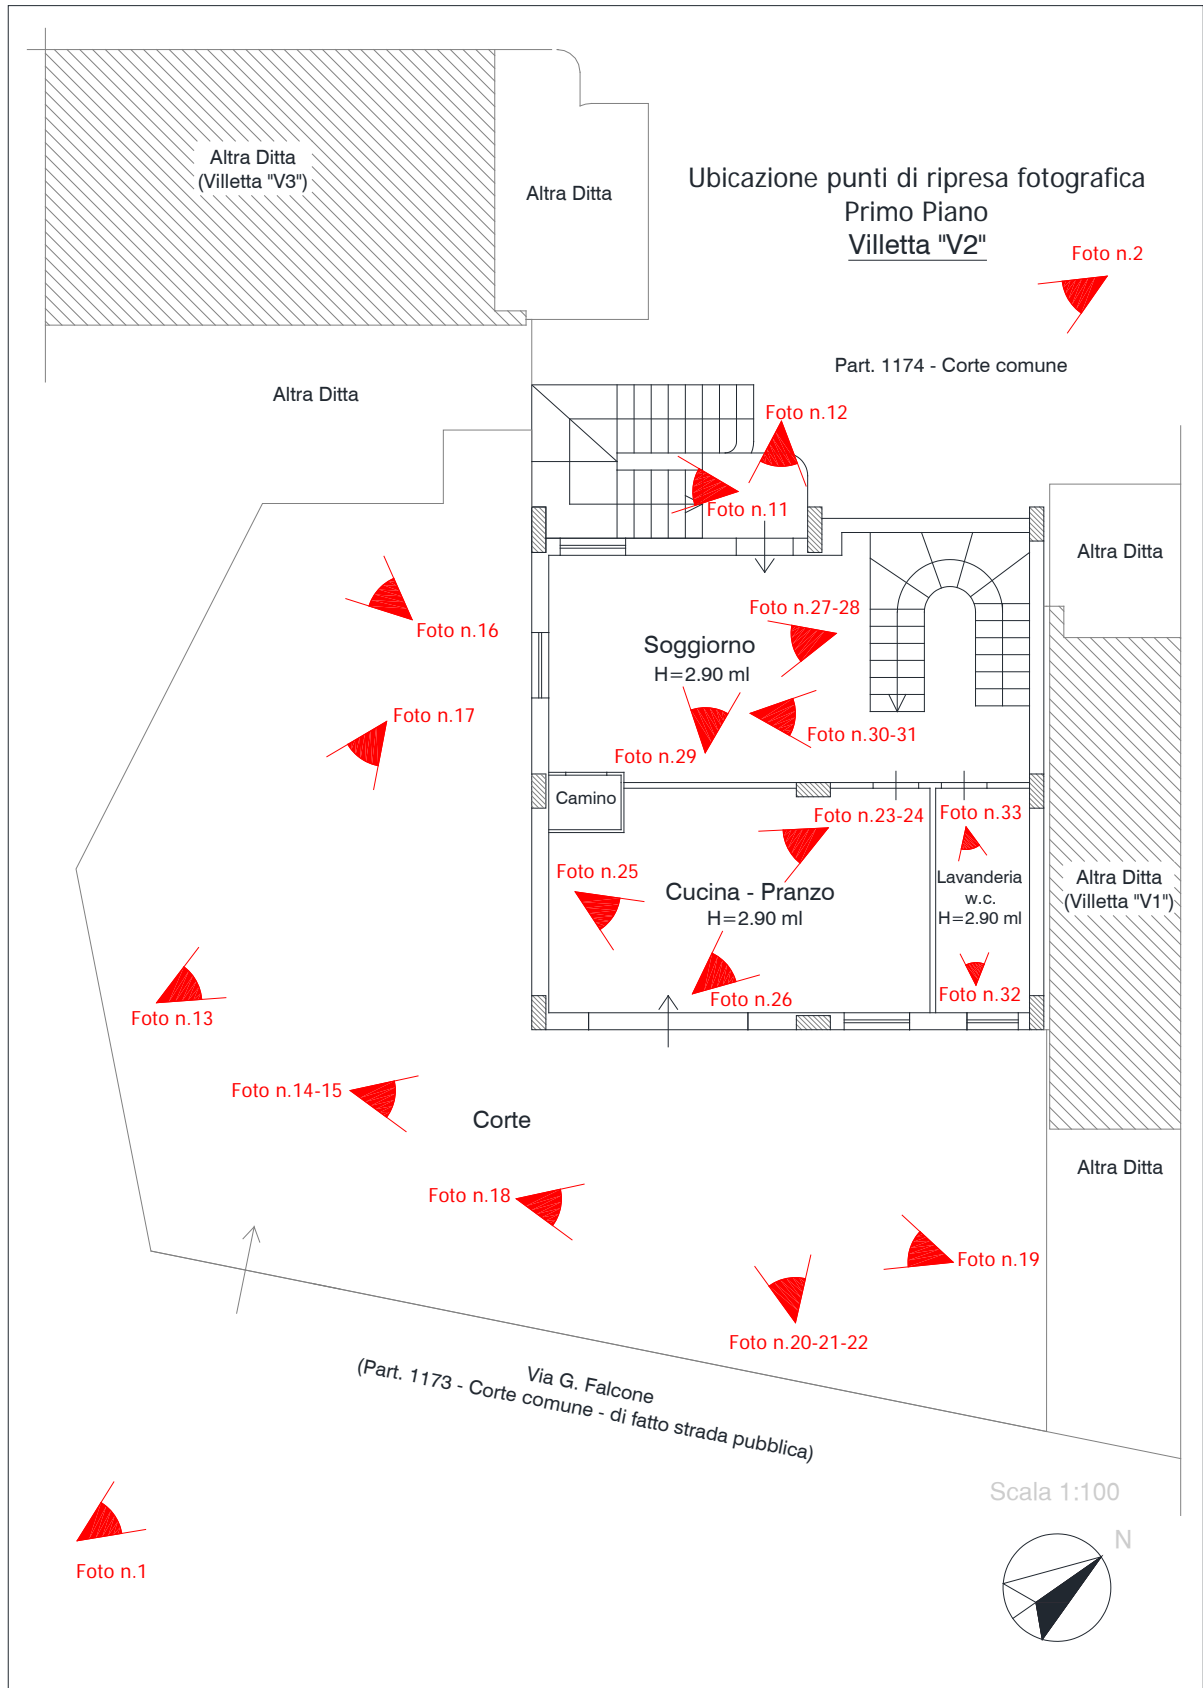 Altra Ditta
(Villetta "V3")
Altra Ditta
Ubicazione punti di ripresa fotografica
Primo Piano
Villetta "V2"
Foto n.2
Part. 1174 - Corte comune
Altra Ditta
Foto n.12
Foto n.11
Altra Ditta
Foto n.16
Foto n.27-28
Soggiorno
H=2.90 ml
Foto n.17
Foto n.30-31
Foto n.29
Camino
Foto n.23-24
Foto n.33
Foto n.25
Cucina - Pranzo
H=2.90 ml
Lavanderia
w.c.
H=2.90 ml
Altra Ditta
(Villetta "V1")
Foto n.26
Foto n.32
Foto n.13
Foto n.14-15
Corte
Altra Ditta
Foto n.18
Foto n.19
Foto n.20-21-22
Via G. Falcone
(Part. 1173 - Corte comune - di fatto strada pubblica)
Scala 1:100
N
Foto n.1